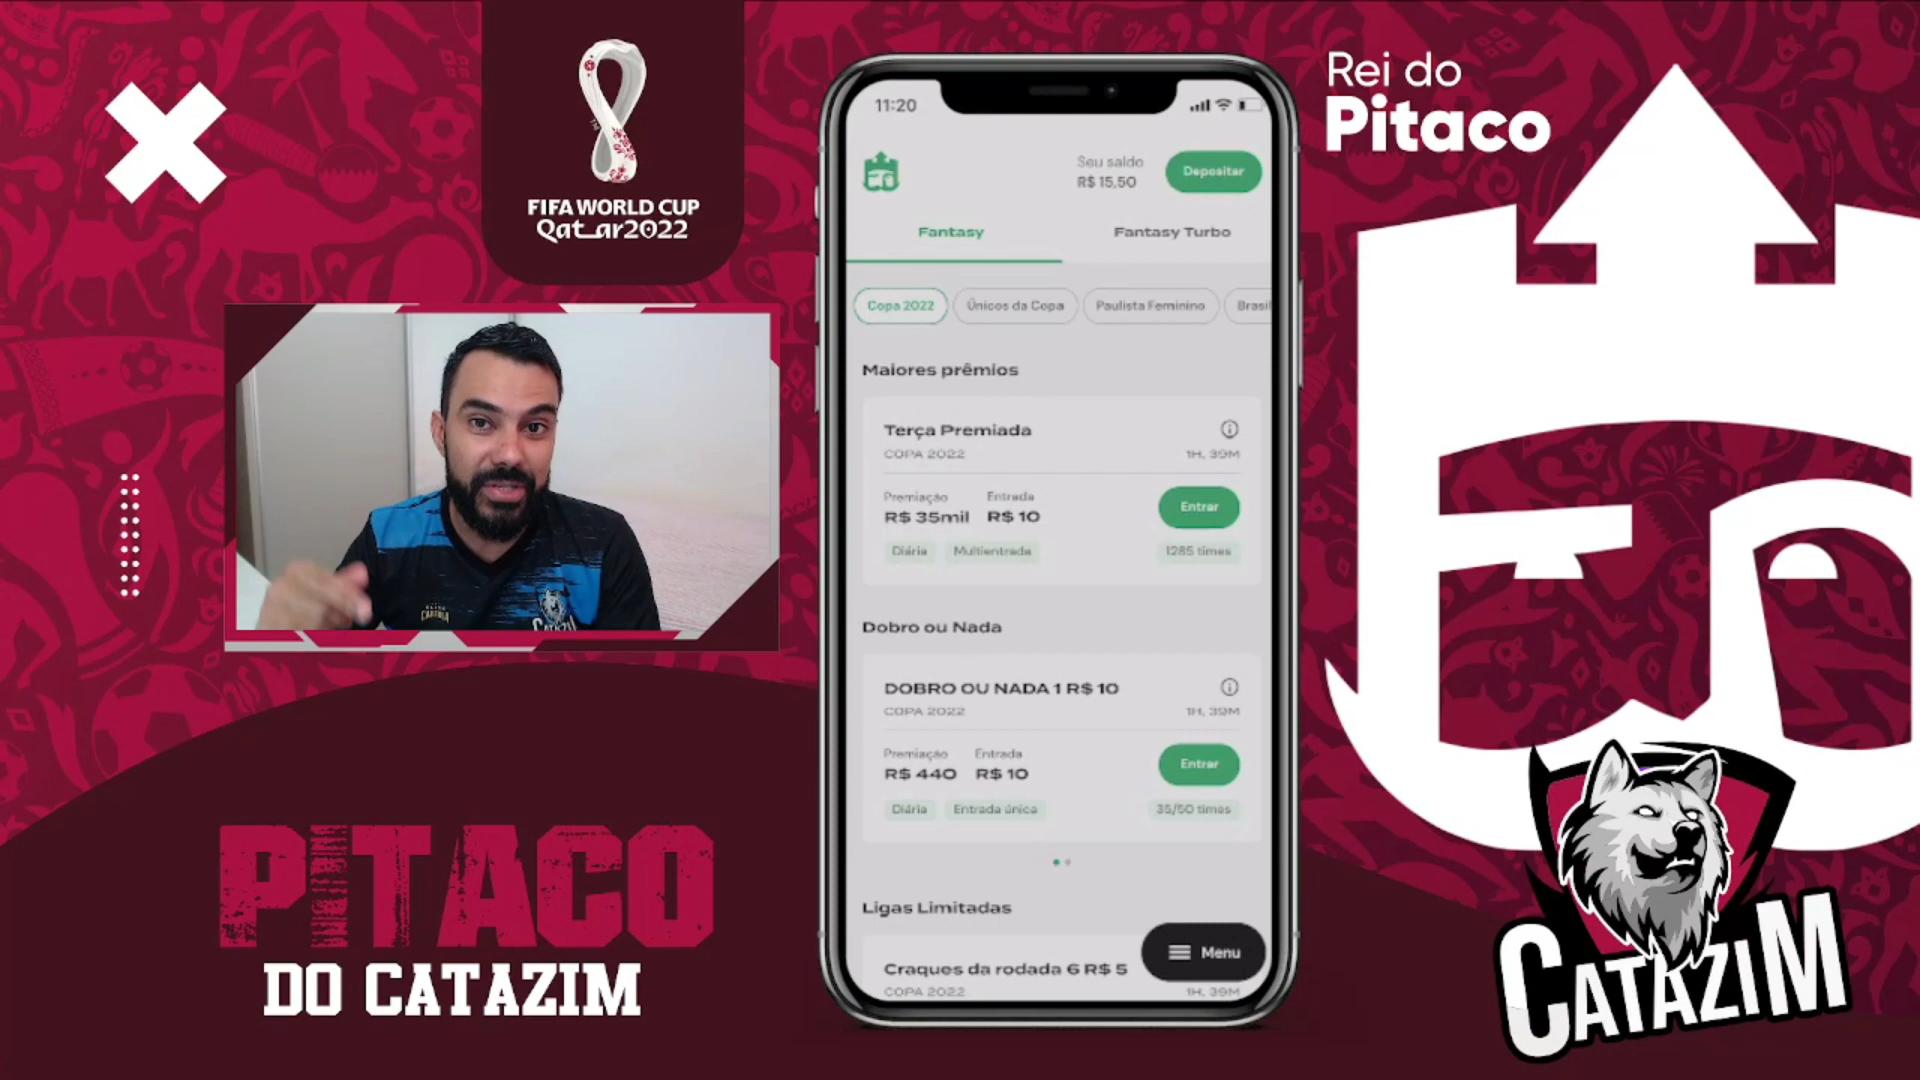 FIFA WORLD CUP
Qatar2022
TM
PITACO
DO CATAZIM
11:20
Seu saldo
R$ 15,50
Depositar
Fantasy
Fantasy Turbo
Copa 2022
Únicos da Copa
Paulista Feminino
Brasil
Maiores prêmios
Terça Premiada
COPA 2022
1H, 39M
Premiação
Entrada
R$ 35mil
R$ 10
Entrar
Diária
Multientrada
1285 times
Dobro ou Nada
DOBRO OU NADA 1 R$ 10
COPA 2022
1H, 39M
Premiação
Entrada
R$ 440
R$ 10
Entrar
Diária
Entrada única
35/50 times
Ligas Limitadas
Craques da rodada 6 R$ 5
COPA 2022
1H, 39M
Menu
Rei do
Pitaco
CATAZIM